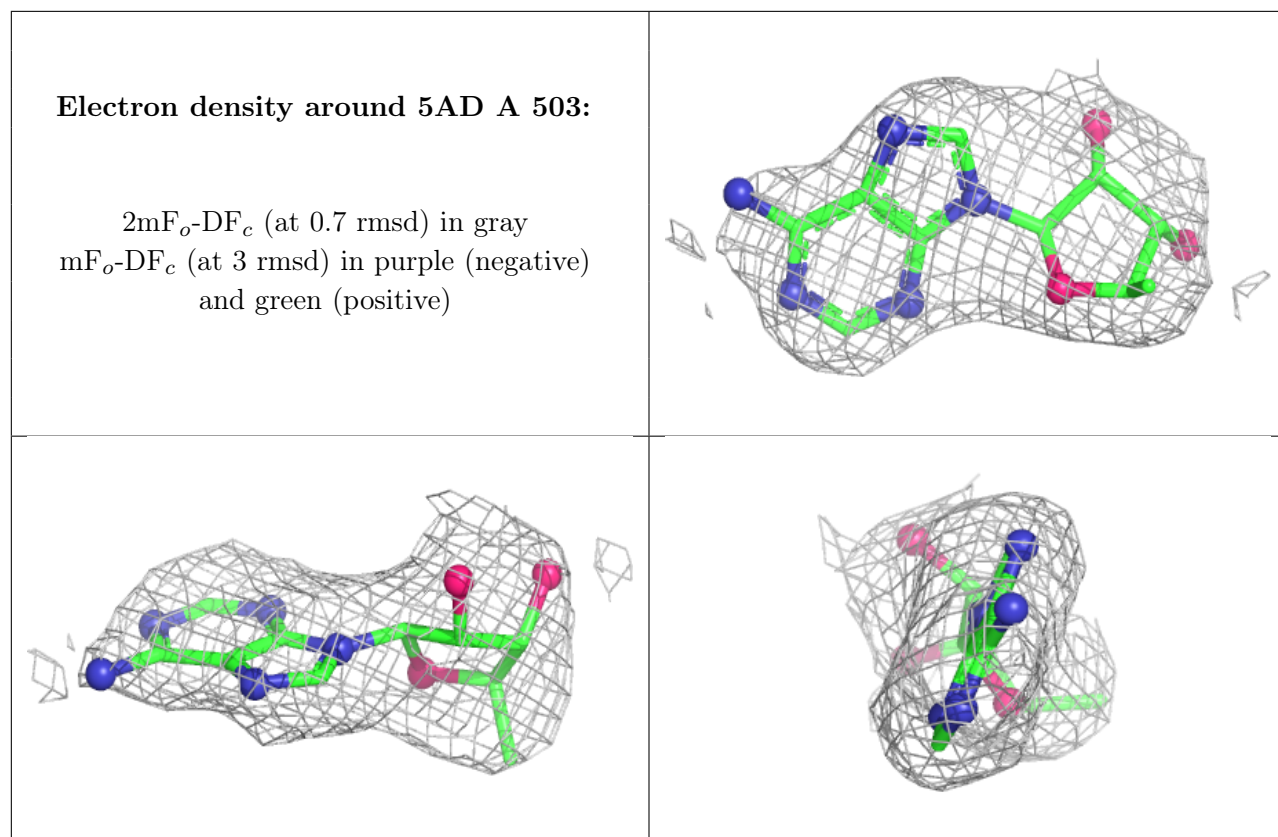 Electron density around 5AD A 503:
2mFo-DFc (at 0.7 rmsd) in gray
mFo-DFc (at 3 rmsd) in purple (negative)
and green (positive)